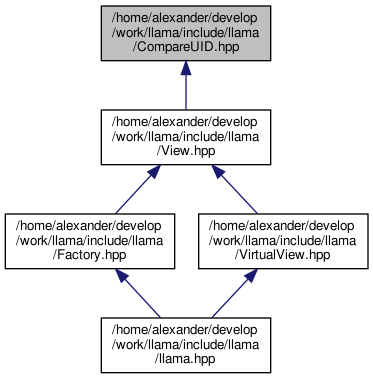 /home/alexander/develop
/work/llama/include/llama
/CompareUID.hpp
/home/alexander/develop
/work/llama/include/llama
/View.hpp
/home/alexander/develop
/work/llama/include/llama
/Factory.hpp
/home/alexander/develop
/work/llama/include/llama
/VirtualView.hpp
/home/alexander/develop
/work/llama/include/llama
/llama.hpp